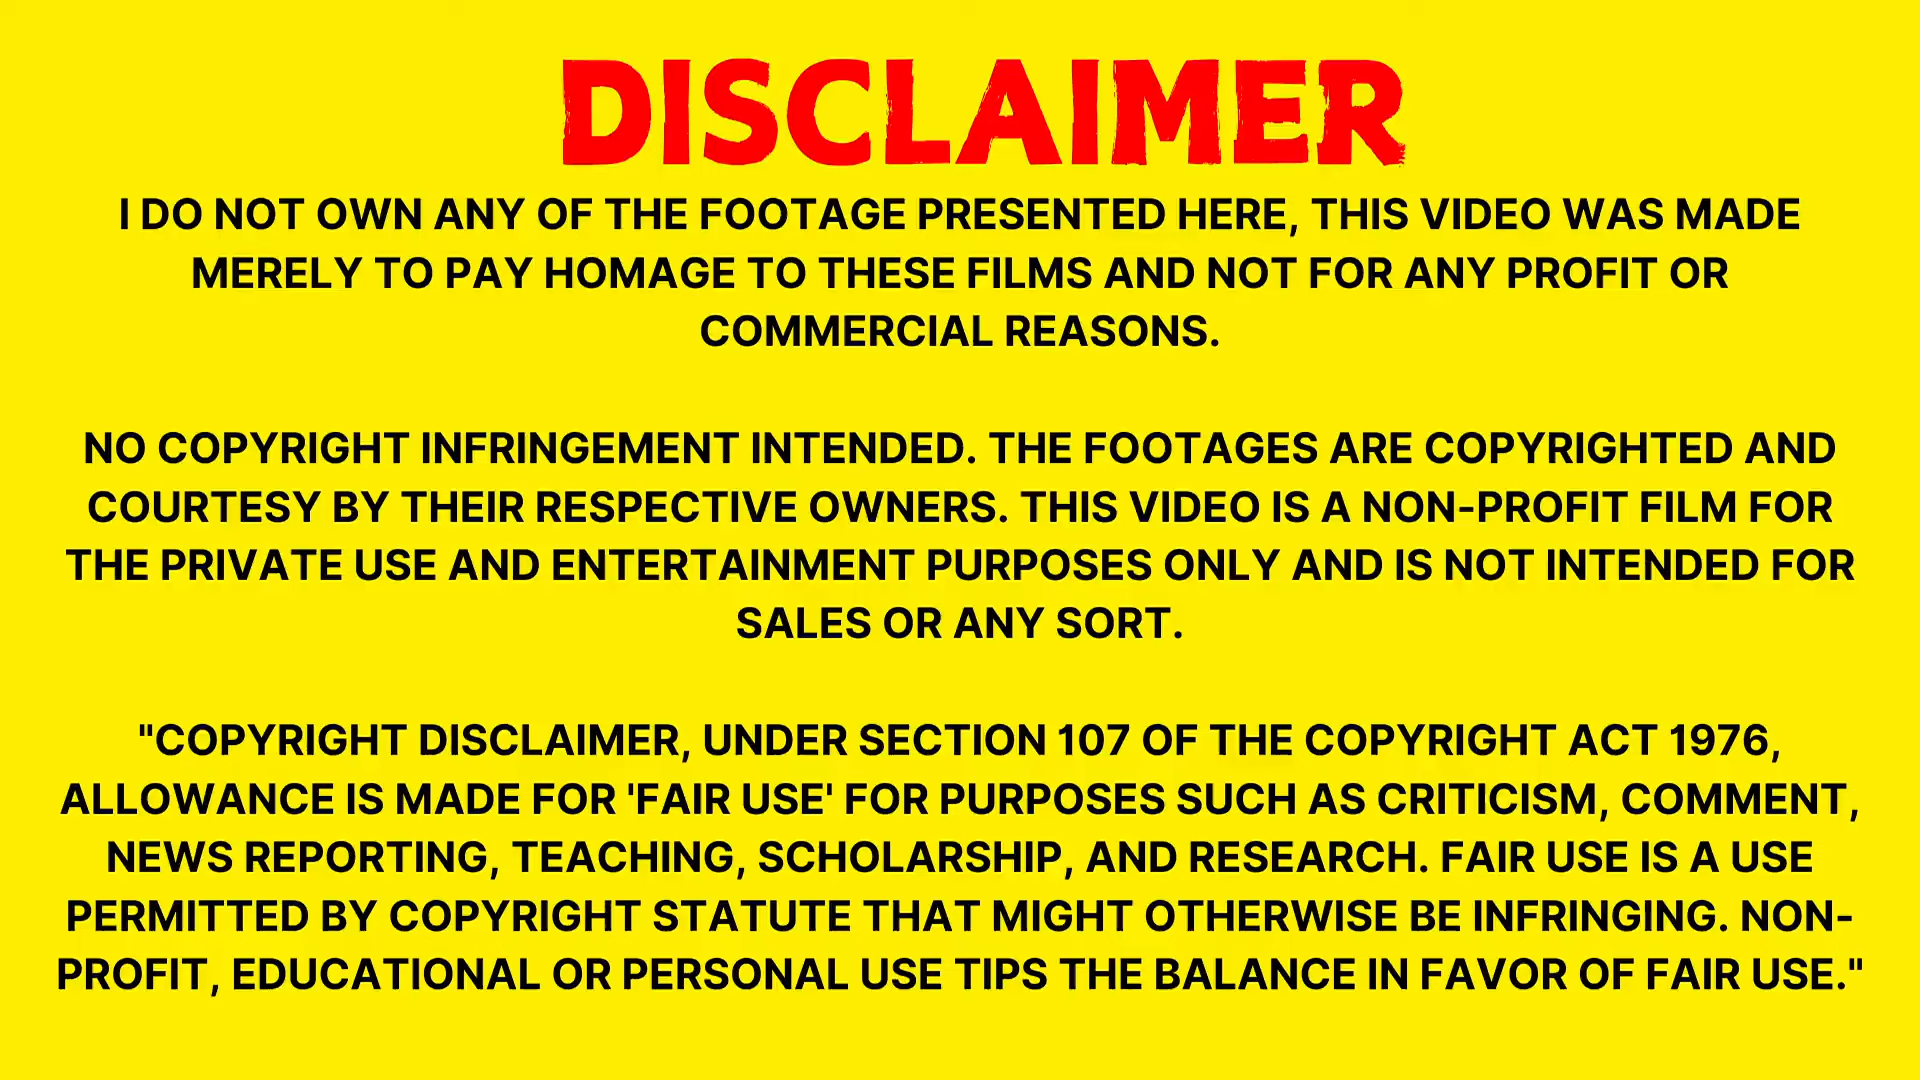 DISCLAIMER
I DO NOT OWN ANY OF THE FOOTAGE PRESENTED HERE, THIS VIDEO WAS MADE
MERELY TO PAY HOMAGE TO THESE FILMS AND NOT FOR ANY PROFIT OR
COMMERCIAL REASONS.
NO COPYRIGHT INFRINGEMENT INTENDED. THE FOOTAGES ARE COPYRIGHTED AND
COURTESY BY THEIR RESPECTIVE OWNERS. THIS VIDEO IS A NON-PROFIT FILM FOR
THE PRIVATE USE AND ENTERTAINMENT PURPOSES ONLY AND IS NOT INTENDED FOR
SALES OR ANY SORT.
"COPYRIGHT DISCLAIMER, UNDER SECTION 107 OF THE COPYRIGHT ACT 1976,
ALLOWANCE IS MADE FOR 'FAIR USE' FOR PURPOSES SUCH AS CRITICISM, COMMENT,
NEWS REPORTING, TEACHING, SCHOLARSHIP, AND RESEARCH. FAIR USE IS A USE
PERMITTED BY COPYRIGHT STATUTE THAT MIGHT OTHERWISE BE INFRINGING. NON-
PROFIT, EDUCATIONAL OR PERSONAL USE TIPS THE BALANCE IN FAVOR OF FAIR USE."